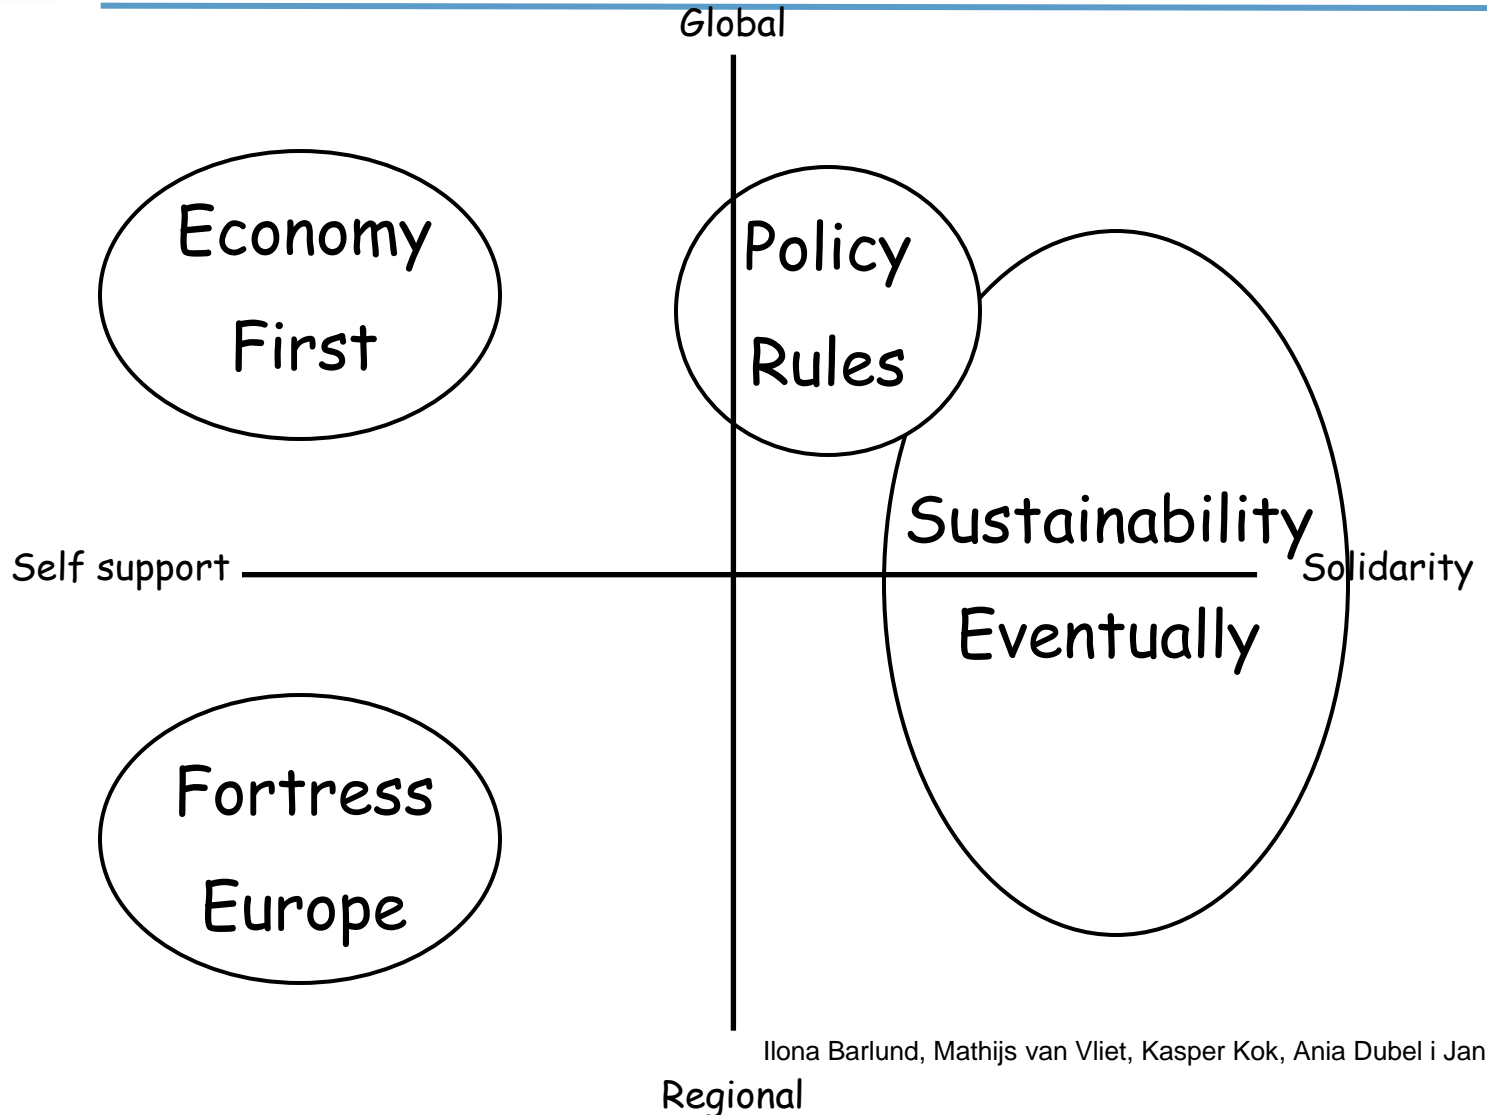 Global
Economy
First
Policy
Rules
Sustainability
Eventually
Self support
Solidarity
Fortress
Europe
Ilona Barlund, Mathijs van Vliet, Kasper Kok, Ania Dubel i Jan
Regional